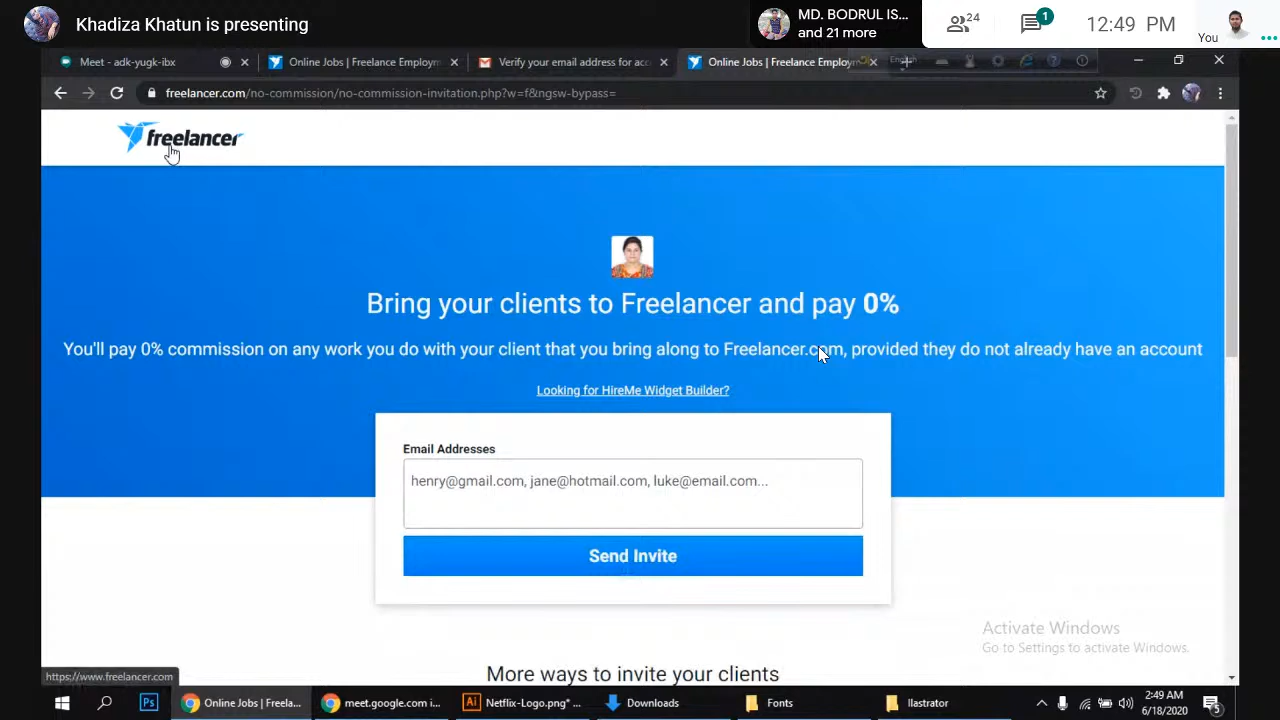 Khadiza Khatun is presenting
MD. BODRUL IS...
and 21 more
24
1
12:49 PM
You
Meet - adk-yugk-ibx
Online Jobs | Freelance Employm
Verify your email address for acc
Online Jobs | Freelance Employm
English
freelancer.com/no-commission/no-commission-invitation.php?w=f&ngsw-bypass=
freelancer
Bring your clients to Freelancer and pay 0%
You'll pay 0% commission on any work you do with your client that you bring along to Freelancer.com, provided they do not already have an account
Looking for HireMe Widget Builder?
Email Addresses
henry@gmail.com, jane@hotmail.com, luke@email.com...
Send Invite
Activate Windows
Go to Settings to activate Windows.
More ways to invite your clients
https://www.freelancer.com
Ps
Online Jobs | Freela...
meet.google.com i...
Ai
Netflix-Logo.png* ...
Downloads
Fonts
Ilastrator
2:49 AM
6/18/2020
5